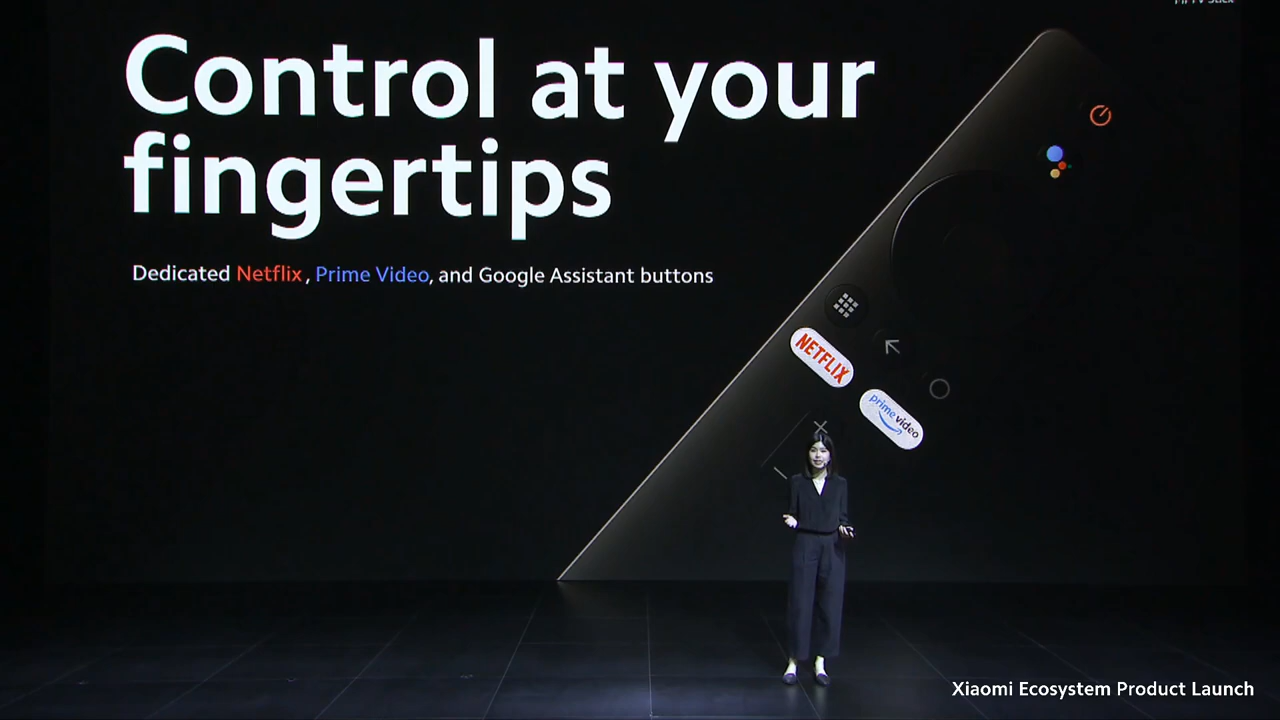 Control at your
fingertips
Dedicated Netflix, Prime Video, and Google Assistant buttons
NETFLIX
prime video
Xiaomi Ecosystem Product Launch